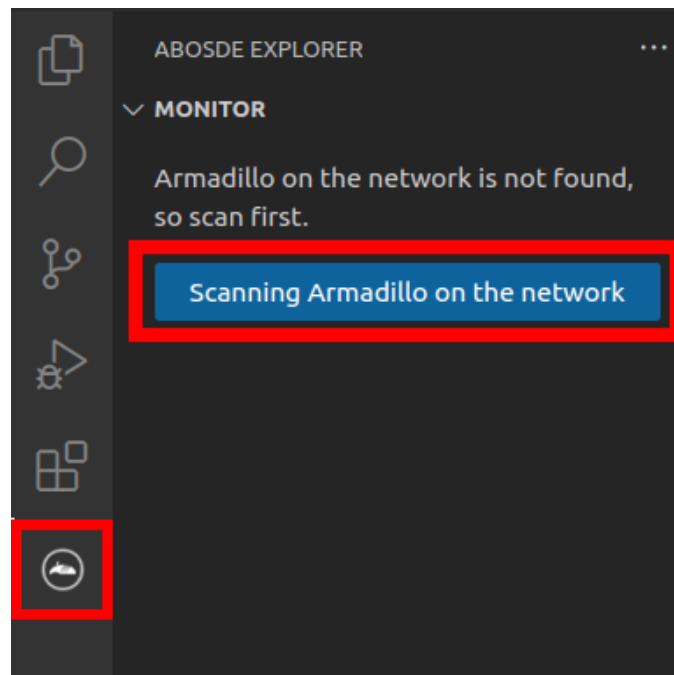 ABOSDE EXPLORER
MONITOR
Armadillo on the network is not found,
so scan first.
Scanning Armadillo on the network